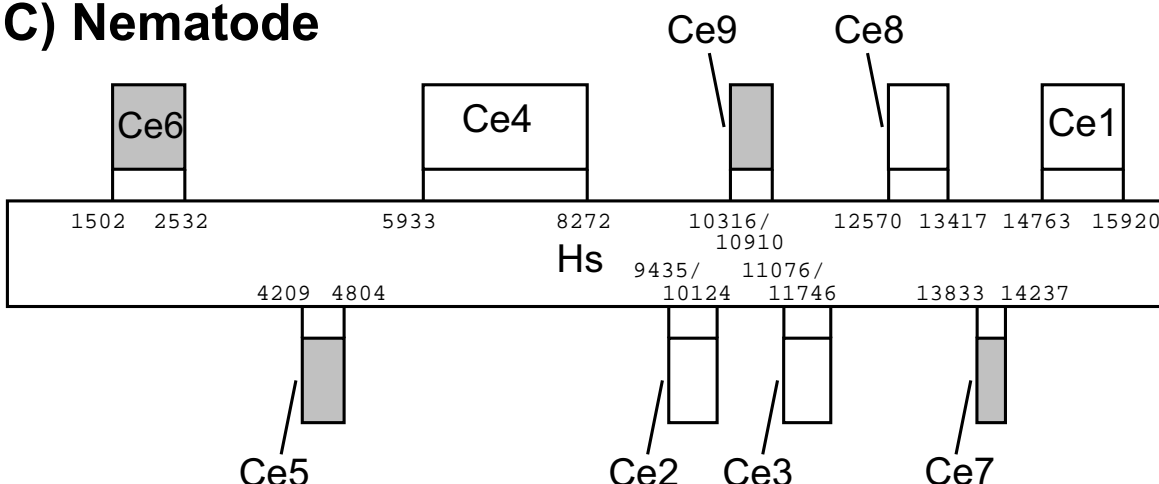 C) Nematode
Ce9
Ce8
Ce6
Ce4
Ce1
1502 2532 5933 8272 10316/ 12570 13417 14763 15920
10910
Hs
9435/ 11076/
4209 4804 10124 11746 13833 14237
Ce5 Ce2 Ce3 Ce7